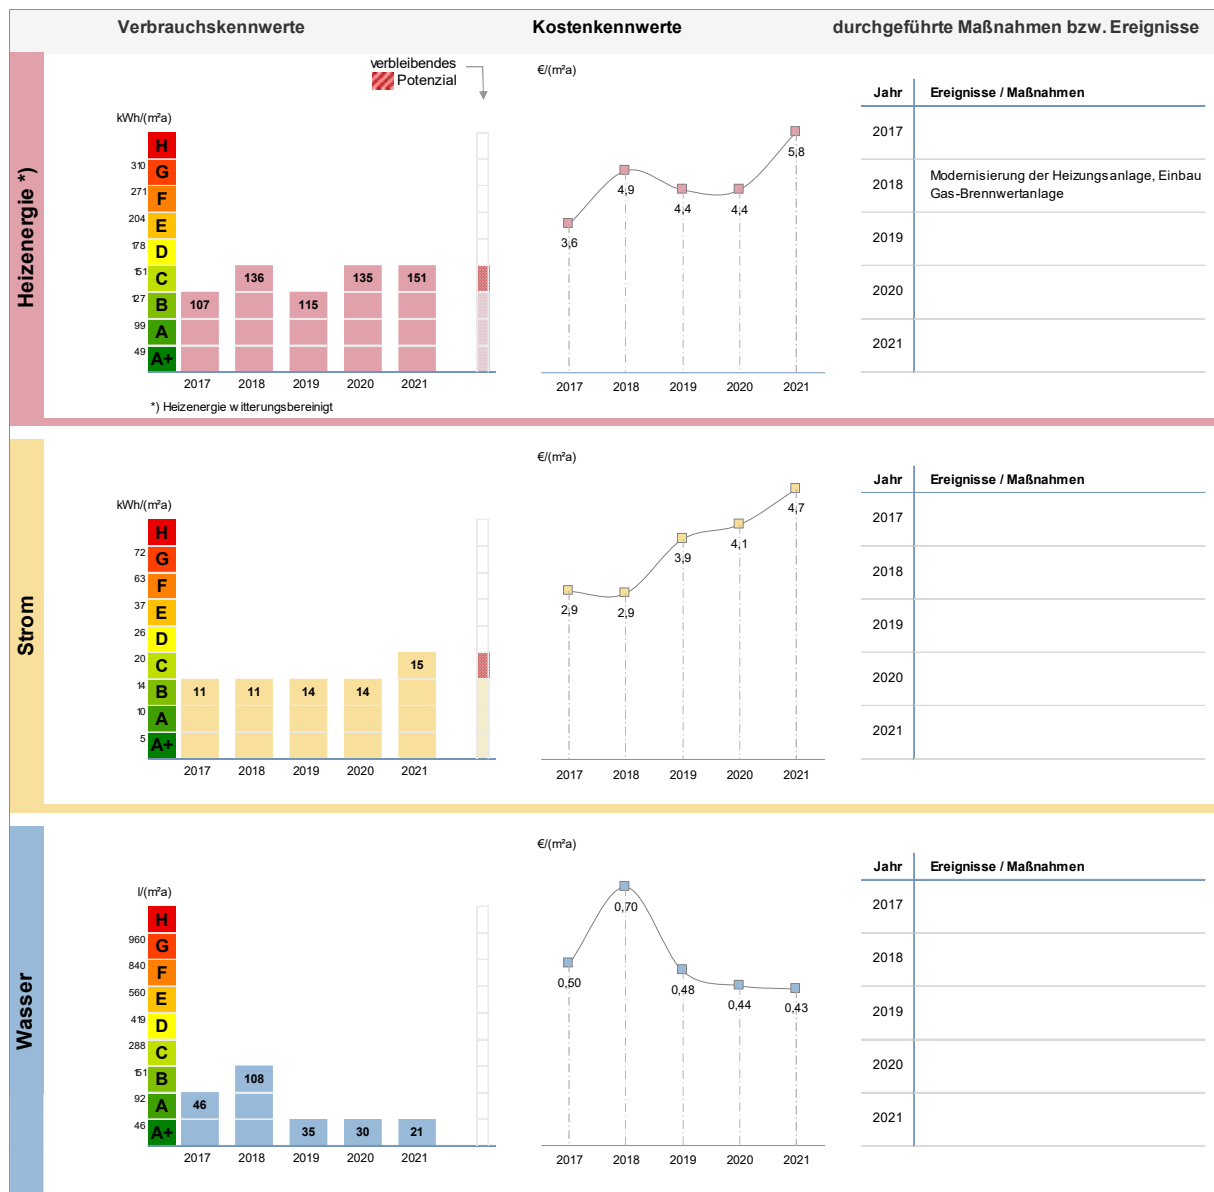 Verbrauchskennwerte
Kostenkennwerte
durchgeführte Maßnahmen bzw. Ereignisse
Heizenergie *)
verbleibendes
Potenzial
kWh/(m²a)
H
310
G
271
F
204
E
178
D
151
C
127
B
99
A
49
A+
107
136
115
135
151
2017 2018 2019 2020 2021
*) Heizenergie witterungsbereinigt
€/(m²a)
3,6
4,9
4,4
4,4
5,8
2017 2018 2019 2020 2021
Jahr Ereignisse / Maßnahmen
2017
2018 Modernisierung der Heizungsanlage, Einbau
Gas-Brennwertanlage
2019
2020
2021
Strom
kWh/(m²a)
H
72
G
63
F
37
E
26
D
20
C
14
B
10
A
5
A+
11
11
14
14
15
2017 2018 2019 2020 2021
€/(m²a)
2,9
2,9
3,9
4,1
4,7
2017 2018 2019 2020 2021
Jahr Ereignisse / Maßnahmen
2017
2018
2019
2020
2021
Wasser
l/(m²a)
H
960
G
840
F
560
E
419
D
288
C
151
B
92
A
46
A+
46
108
35
30
21
2017 2018 2019 2020 2021
€/(m²a)
0,50
0,70
0,48
0,44
0,43
2017 2018 2019 2020 2021
Jahr Ereignisse / Maßnahmen
2017
2018
2019
2020
2021